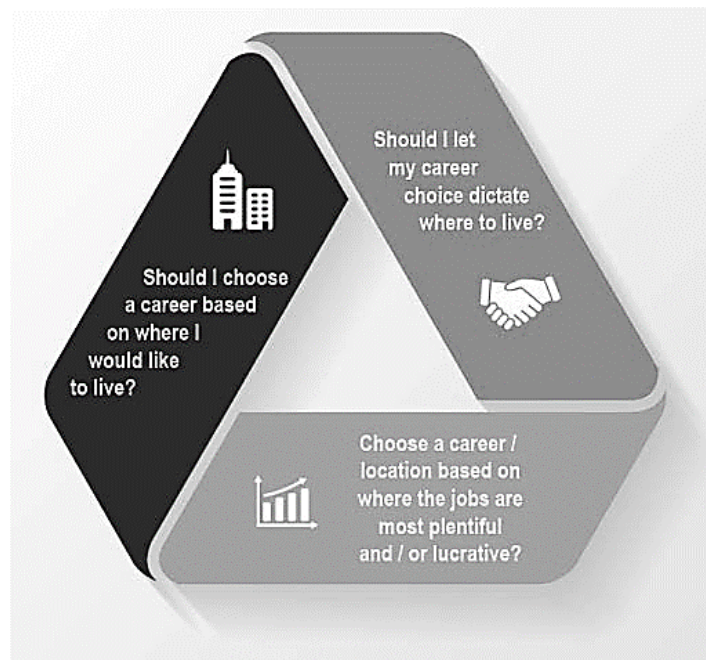 Should I let
my career
choice dictate
where to live?
Should I choose
a career based
on where I
would like
to live?
Choose a career /
location based on
where the jobs are
most plentiful
and / or lucrative?